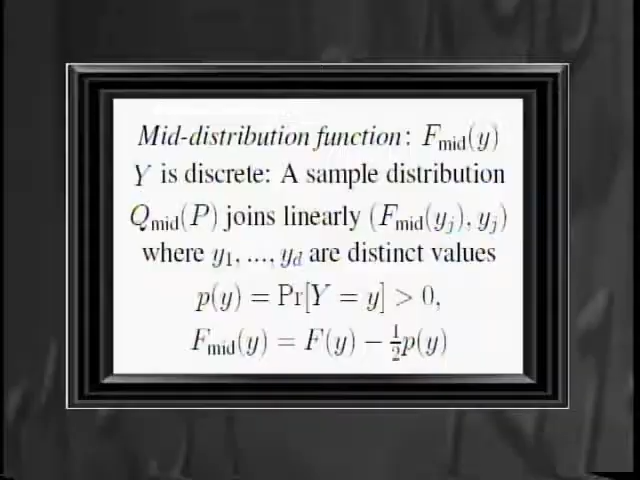 Mid-distribution function: F_mid(y)
Y is discrete: A sample distribution
Q_mid(P) joins linearly (F_mid(y_j), y_j)
where y_1, ..., y_d are distinct values
p(y) = Pr[Y = y] > 0,
F_mid(y) = F(y) − ½p(y)